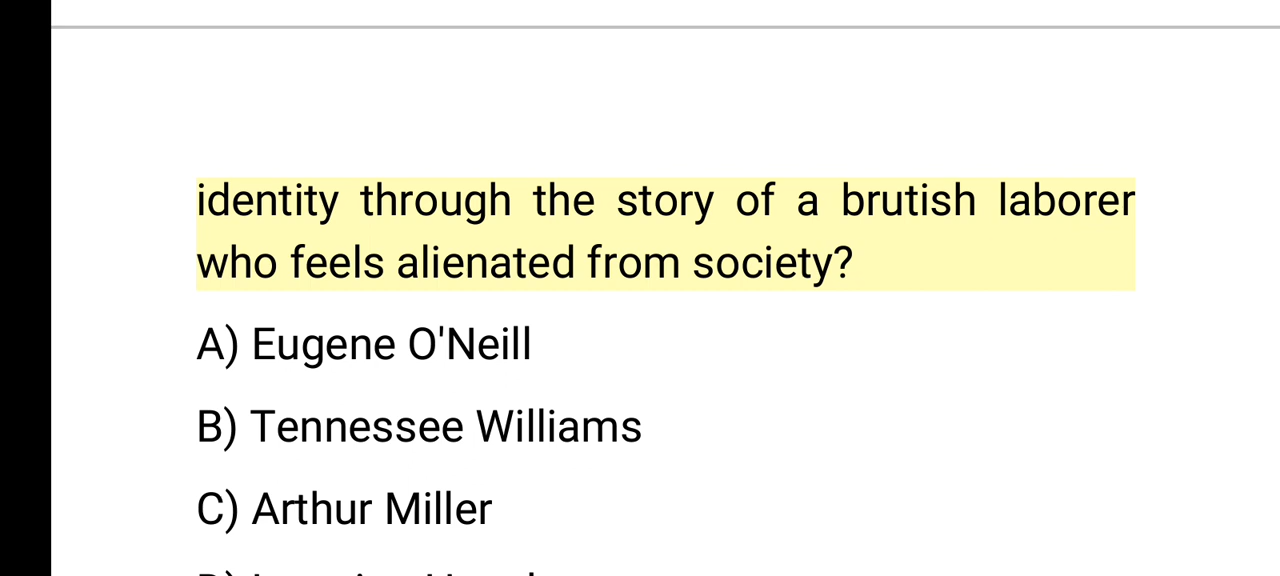 identity through the story of a brutish laborer
who feels alienated from society?
A) Eugene O'Neill
B) Tennessee Williams
C) Arthur Miller